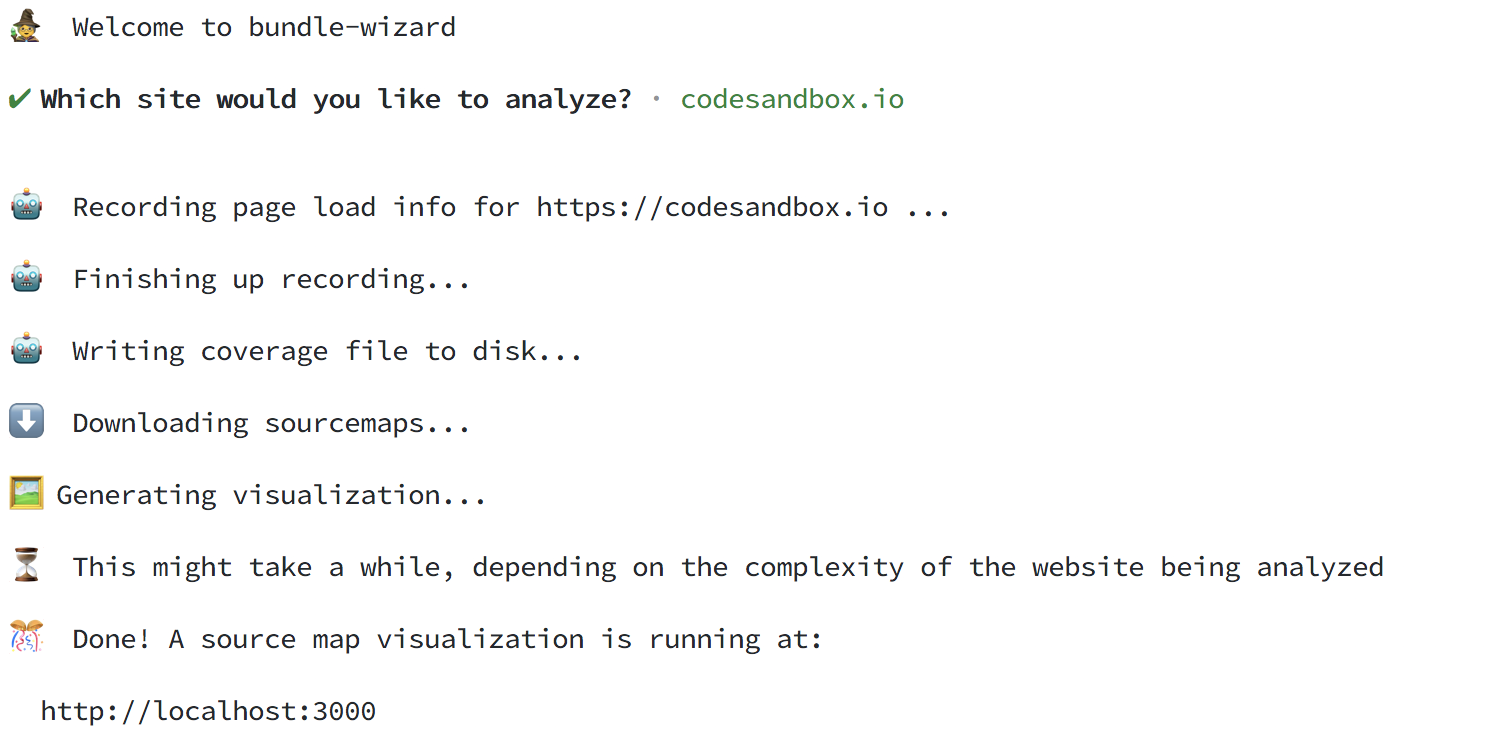 Welcome to bundle-wizard
✔ Which site would you like to analyze? · codesandbox.io
Recording page load info for https://codesandbox.io ...
Finishing up recording...
Writing coverage file to disk...
Downloading sourcemaps...
Generating visualization...
This might take a while, depending on the complexity of the website being analyzed
Done! A source map visualization is running at:
http://localhost:3000